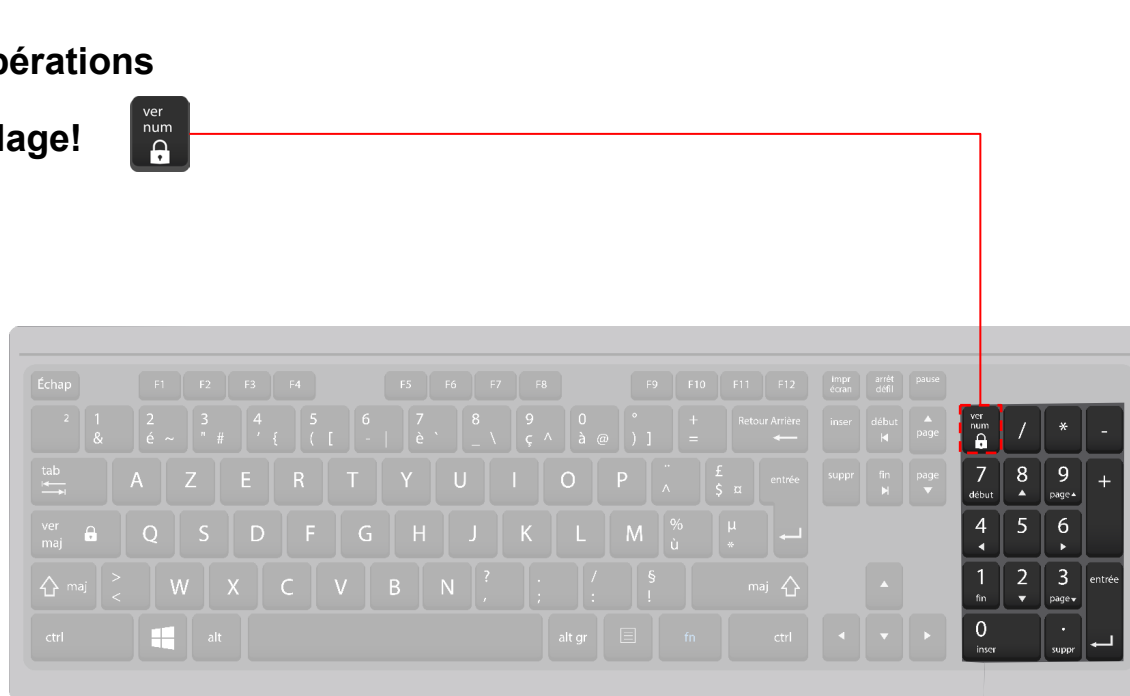 pérations
lage!
ver
num
Échap F1 F2 F3 F4 F5 F6 F7 F8 F9 F10 F11 F12 impr écran arrêt défil pause
2 1 & 2 é ~ 3 " # 4 ' { 5 ( [ 6 - | 7 è ` 8 _ \ 9 ç ^ 0 à @ ° ) ] + = Retour Arrière inser début page ver num / * -
tab A Z E R T Y U I O P ¨ ^ £ $ ¤ entrée suppr fin page 7 début 8 9 page +
ver maj Q S D F G H J K L M % ù µ * 4 5 6
maj > < W X C V B N ? , . ; / : § ! maj 1 fin 2 3 page entrée
ctrl alt alt gr fn ctrl 0 inser . suppr